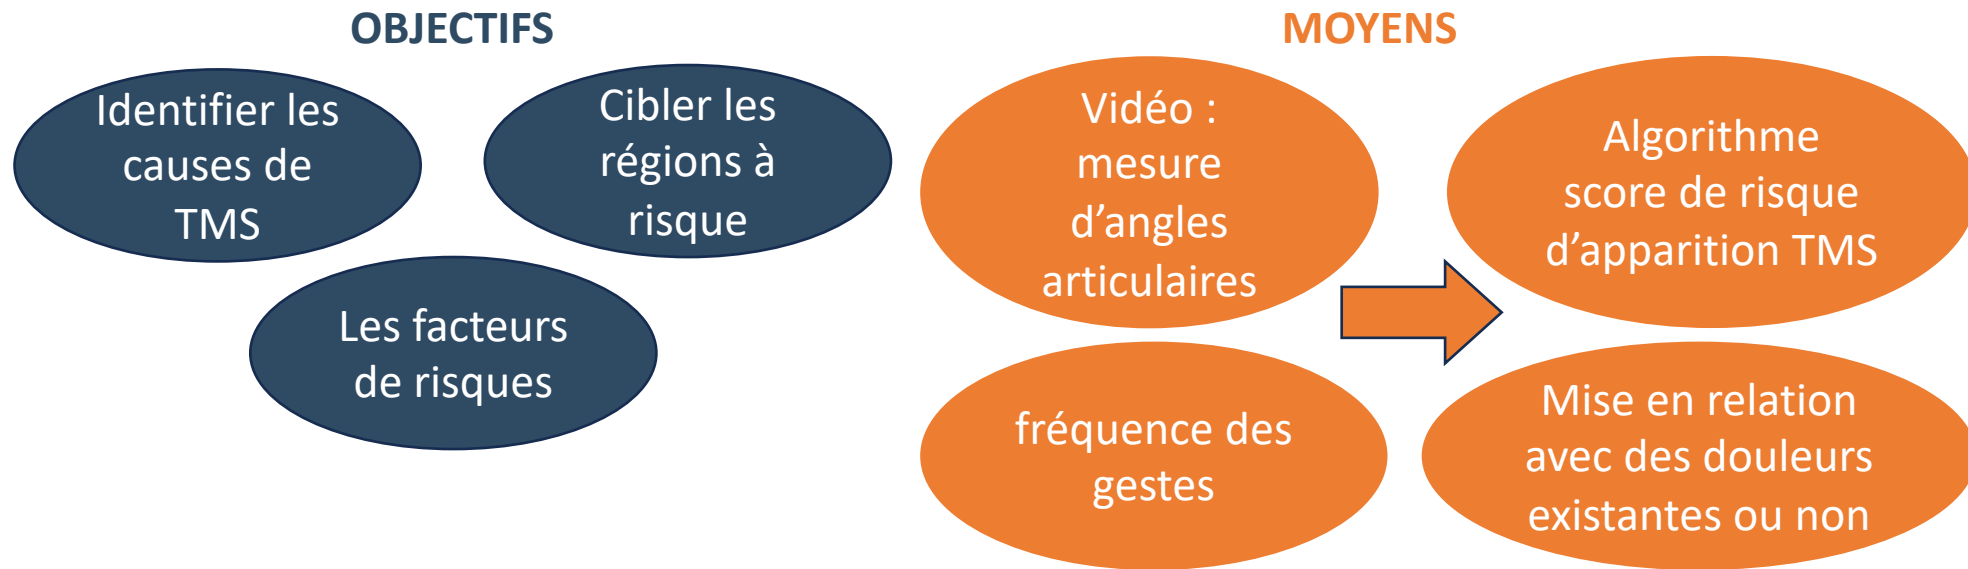 OBJECTIFS
Identifier les
causes de
TMS
Cibler les
régions à
risque
Les facteurs
de risques
MOYENS
Vidéo :
mesure
d’angles
articulaires
Algorithme
score de risque
d’apparition TMS
fréquence des
gestes
Mise en relation
avec des douleurs
existantes ou non